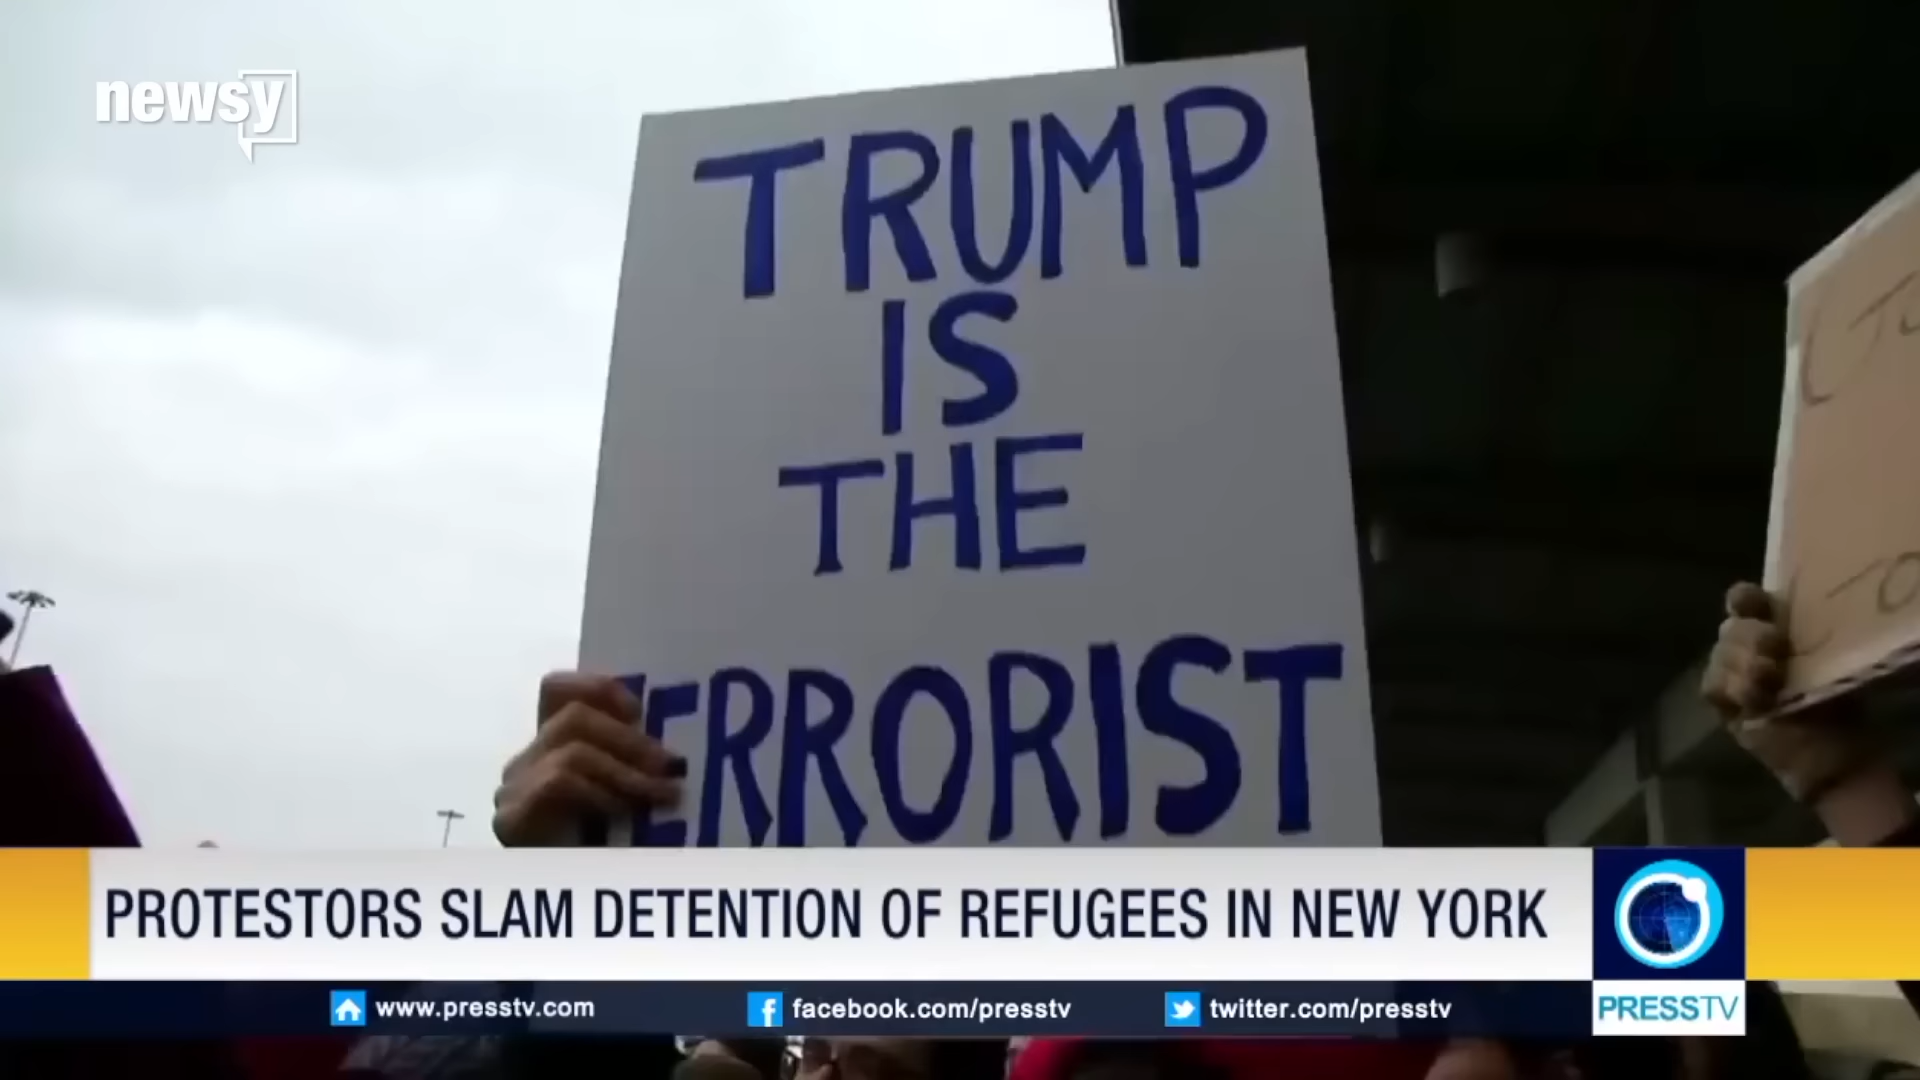 newsy
TRUMP
IS
THE
TERRORIST
PROTESTORS SLAM DETENTION OF REFUGEES IN NEW YORK
www.presstv.com
facebook.com/presstv
twitter.com/presstv
PRESSTV